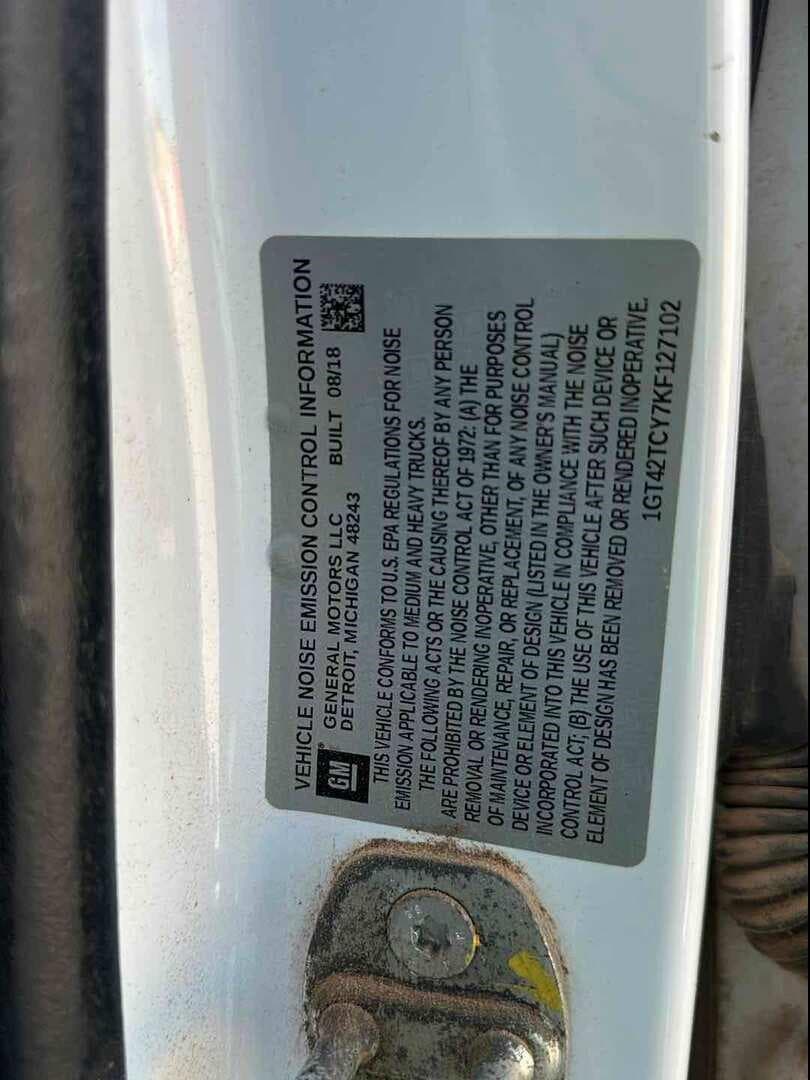 VEHICLE NOISE EMISSION CONTROL INFORMATION
GM®
GENERAL MOTORS LLC
DETROIT, MICHIGAN 48243 BUILT 08/18
THIS VEHICLE CONFORMS TO U.S. EPA REGULATIONS FOR NOISE
EMISSION APPLICABLE TO MEDIUM AND HEAVY TRUCKS.
THE FOLLOWING ACTS OR THE CAUSING THEREOF BY ANY PERSON
ARE PROHIBITED BY THE NOISE CONTROL ACT OF 1972: (A) THE
REMOVAL OR RENDERING INOPERATIVE, OTHER THAN FOR PURPOSES
OF MAINTENANCE, REPAIR, OR REPLACEMENT, OF ANY NOISE CONTROL
DEVICE OR ELEMENT OF DESIGN (LISTED IN THE OWNER'S MANUAL)
INCORPORATED INTO THIS VEHICLE IN COMPLIANCE WITH THE NOISE
CONTROL ACT; (B) THE USE OF THIS VEHICLE AFTER SUCH DEVICE OR
ELEMENT OF DESIGN HAS BEEN REMOVED OR RENDERED INOPERATIVE.
1GT42TCY7KF127102